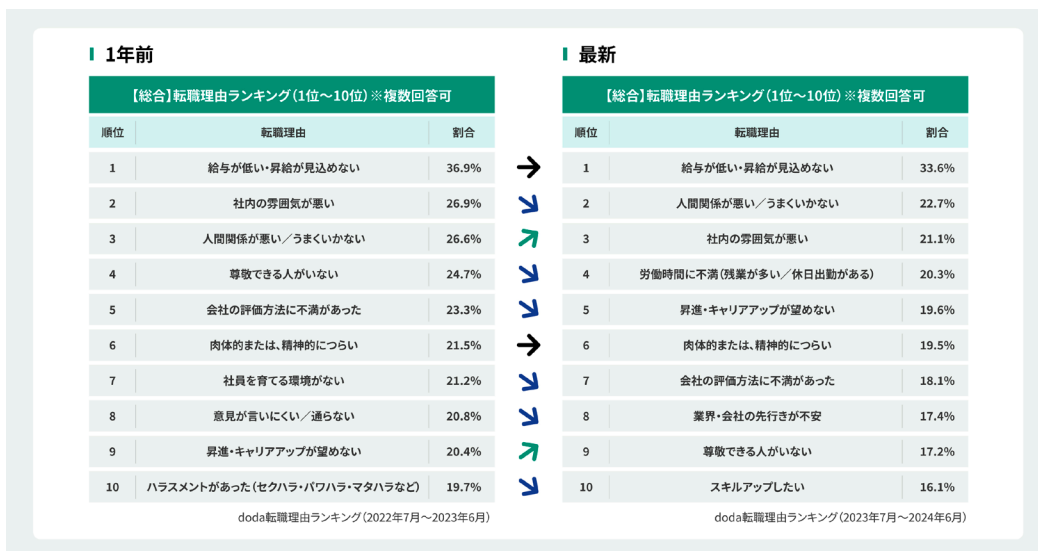 1年前
【総合】転職理由ランキング（1位～10位）※複数回答可
順位 転職理由 割合
1 給与が低い・昇給が見込めない 36.9%
2 社内の雰囲気が悪い 26.9%
3 人間関係が悪い／うまくいかない 26.6%
4 尊敬できる人がいない 24.7%
5 会社の評価方法に不満があった 23.3%
6 肉体的または、精神的につらい 21.5%
7 社員を育てる環境がない 21.2%
8 意見が言いにくい／通らない 20.8%
9 昇進・キャリアアップが望めない 20.4%
10 ハラスメントがあった（セクハラ・パワハラ・マタハラなど） 19.7%
doda転職理由ランキング（2022年7月～2023年6月）
最新
【総合】転職理由ランキング（1位～10位）※複数回答可
順位 転職理由 割合
1 給与が低い・昇給が見込めない 33.6%
2 人間関係が悪い／うまくいかない 22.7%
3 社内の雰囲気が悪い 21.1%
4 労働時間に不満（残業が多い／休日出勤がある） 20.3%
5 昇進・キャリアアップが望めない 19.6%
6 肉体的または、精神的につらい 19.5%
7 会社の評価方法に不満があった 18.1%
8 業界・会社の先行きが不安 17.4%
9 尊敬できる人がいない 17.2%
10 スキルアップしたい 16.1%
doda転職理由ランキング（2023年7月～2024年6月）